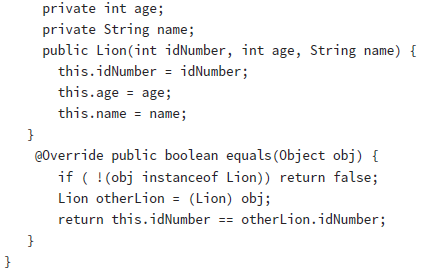 private int age;
private String name;
public Lion(int idNumber, int age, String name) {
this.idNumber = idNumber;
this.age = age;
this.name = name;
}
@Override public boolean equals(Object obj) {
if ( !(obj instanceof Lion)) return false;
Lion otherLion = (Lion) obj;
return this.idNumber == otherLion.idNumber;
}
}